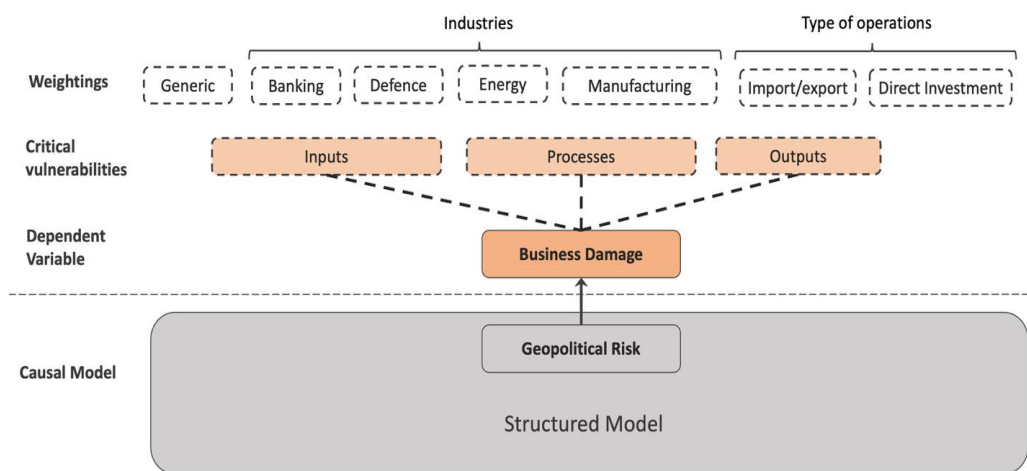 Industries
Type of operations
Weightings
Generic
Banking
Defence
Energy
Manufacturing
Import/export
Direct Investment
Critical
vulnerabilities
Inputs
Processes
Outputs
Dependent
Variable
Business Damage
Causal Model
Geopolitical Risk
Structured Model